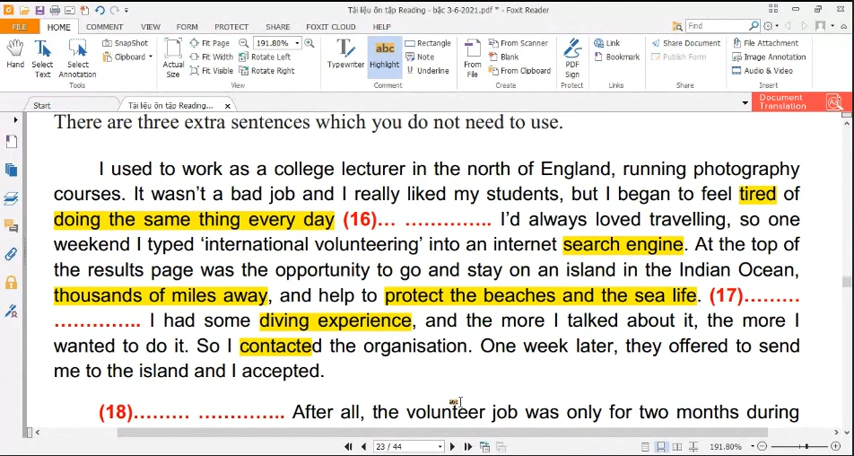 Tài liệu ôn tập Reading - bậc 3-6-2021.pdf * - Foxit Reader
FILE HOME COMMENT VIEW FORM PROTECT SHARE FOXIT CLOUD HELP Find
SnapShot Fit Page 191.80% Rectangle From Scanner Link Share Document File Attachment
Clipboard Fit Width Rotate Left Note Blank Bookmark Publish Form Image Annotation
Hand Select Text Select Annotation Actual Size Fit Visible Rotate Right Typewriter abc Highlight Underline From File From Clipboard PDF Sign Audio & Video
Tools View Comment Create Protect Links Share Insert
Start Tài liệu ôn tập Reading... Document Translation
There are three extra sentences which you do not need to use.
I used to work as a college lecturer in the north of England, running photography
courses. It wasn't a bad job and I really liked my students, but I began to feel tired of
doing the same thing every day (16)… ………….. I'd always loved travelling, so one
weekend I typed 'international volunteering' into an internet search engine. At the top of
the results page was the opportunity to go and stay on an island in the Indian Ocean,
thousands of miles away, and help to protect the beaches and the sea life. (17)………
………….. I had some diving experience, and the more I talked about it, the more I
wanted to do it. So I contacted the organisation. One week later, they offered to send
me to the island and I accepted.
(18)……… ………….. After all, the volunteer job was only for two months during
23 / 44 191.80%